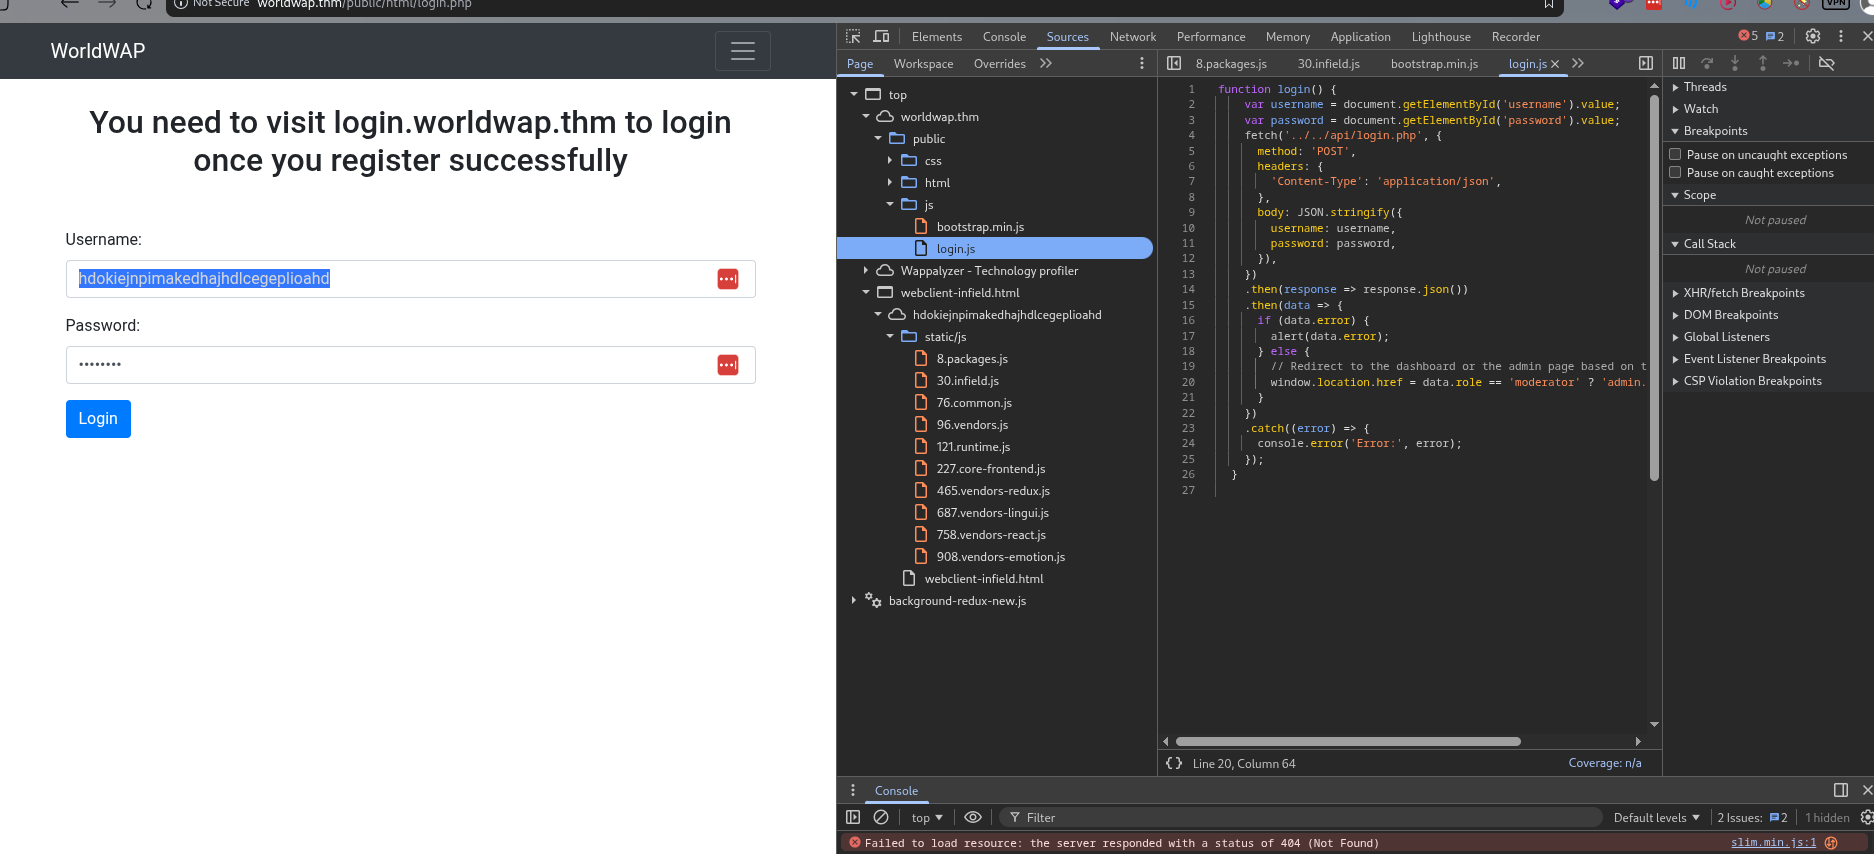 Not Secure worldwap.thm/public/html/login.php
VPN
WorldWAP
You need to visit login.worldwap.thm to login
once you register successfully
Username:
hdokiejnpimakedhajhdlcegeplioahd
Password:
••••••••
Login
Elements Console Sources Network Performance Memory Application Lighthouse Recorder 5 2
Page Workspace Overrides
8.packages.js 30.infield.js bootstrap.min.js login.js
top
worldwap.thm
public
css
html
js
bootstrap.min.js
login.js
Wappalyzer - Technology profiler
webclient-infield.html
hdokiejnpimakedhajhdlcegeplioahd
static/js
8.packages.js
30.infield.js
76.common.js
96.vendors.js
121.runtime.js
227.core-frontend.js
465.vendors-redux.js
687.vendors-lingui.js
758.vendors-react.js
908.vendors-emotion.js
webclient-infield.html
background-redux-new.js
1 function login() {
2 var username = document.getElementById('username').value;
3 var password = document.getElementById('password').value;
4 fetch('../../api/login.php', {
5 method: 'POST',
6 headers: {
7 'Content-Type': 'application/json',
8 },
9 body: JSON.stringify({
10 username: username,
11 password: password,
12 }),
13 })
14 .then(response => response.json())
15 .then(data => {
16 if (data.error) {
17 alert(data.error);
18 } else {
19 // Redirect to the dashboard or the admin page based on t
20 window.location.href = data.role == 'moderator' ? 'admin.
21 }
22 })
23 .catch((error) => {
24 console.error('Error:', error);
25 });
26 }
27
{} Line 20, Column 64 Coverage: n/a
Threads
Watch
Breakpoints
Pause on uncaught exceptions
Pause on caught exceptions
Scope
Not paused
Call Stack
Not paused
XHR/fetch Breakpoints
DOM Breakpoints
Global Listeners
Event Listener Breakpoints
CSP Violation Breakpoints
Console
top Filter Default levels 2 Issues: 2 1 hidden
Failed to load resource: the server responded with a status of 404 (Not Found) slim.min.js:1